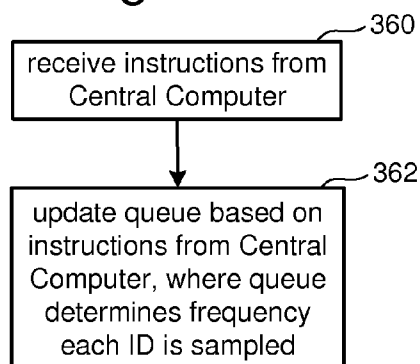 360
receive instructions from
Central Computer
362
update queue based on
instructions from Central
Computer, where queue
determines frequency
each ID is sampled